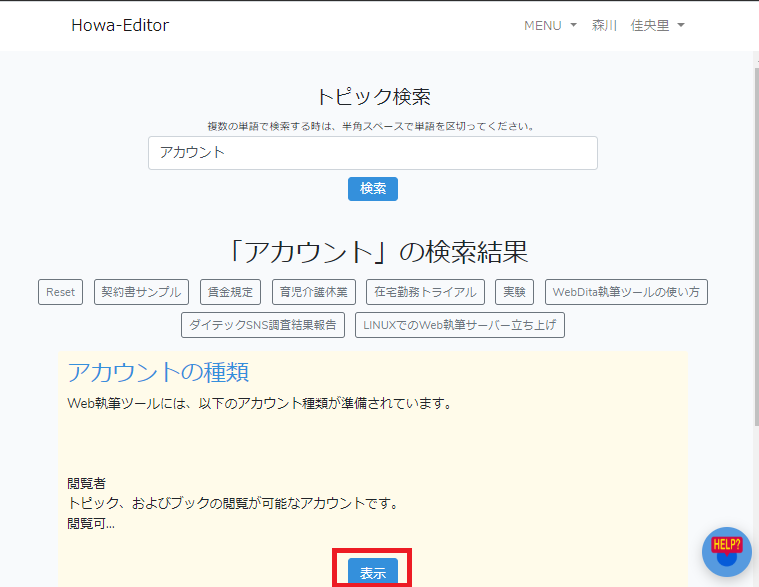 Howa-Editor
MENU 森川 佳央里
トピック検索
複数の単語で検索する時は、半角スペースで単語を区切ってください。
アカウント
検索
「アカウント」の検索結果
Reset 契約書サンプル 賃金規定 育児介護休業 在宅勤務トライアル 実験 WebDita執筆ツールの使い方
ダイテックSNS調査結果報告 LINUXでのWeb執筆サーバー立ち上げ
アカウントの種類
Web執筆ツールには、以下のアカウント種類が準備されています。
閲覧者
トピック、およびブックの閲覧が可能なアカウントです。
閲覧可...
HELP?
表示